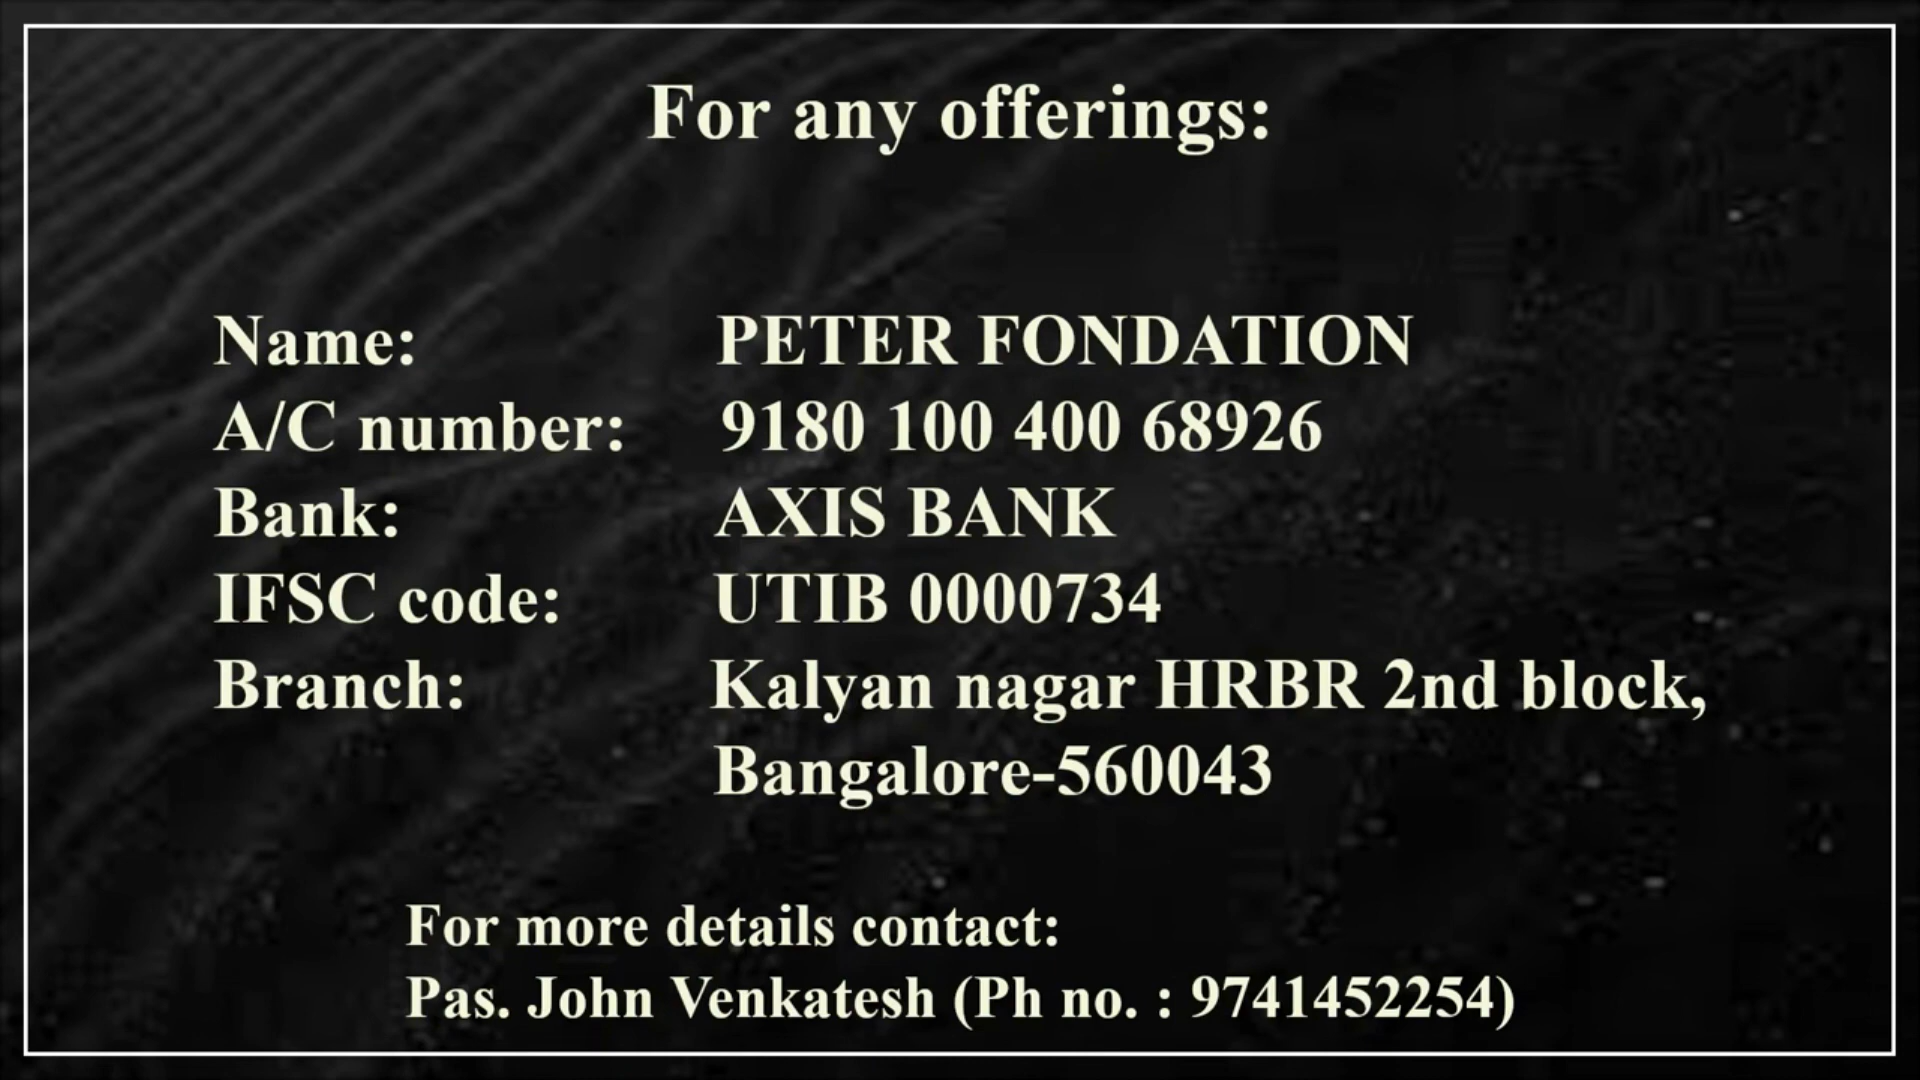 For any offerings:
Name: PETER FONDATION
A/C number: 9180 100 400 68926
Bank: AXIS BANK
IFSC code: UTIB 0000734
Branch: Kalyan nagar HRBR 2nd block,
Bangalore-560043
For more details contact:
Pas. John Venkatesh (Ph no. : 9741452254)